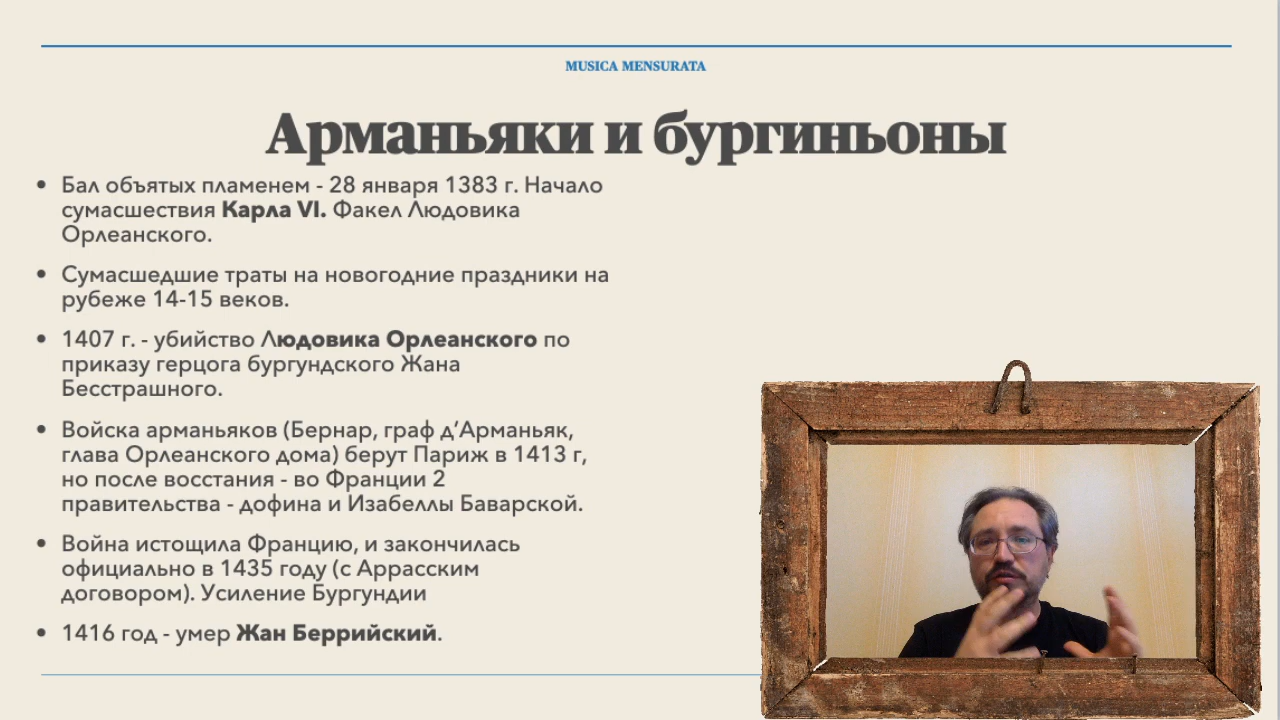 MUSICA MENSURATA
Арманьяки и бургиньоны
• Бал объятых пламенем - 28 января 1383 г. Начало
сумасшествия Карла VI. Факел Людовика
Орлеанского.
• Сумасшедшие траты на новогодние праздники на
рубеже 14-15 веков.
• 1407 г. - убийство Людовика Орлеанского по
приказу герцога бургундского Жана
Бесстрашного.
• Войска арманьяков (Бернар, граф д’Арманьяк,
глава Орлеанского дома) берут Париж в 1413 г,
но после восстания - во Франции 2
правительства - дофина и Изабеллы Баварской.
• Война истощила Францию, и закончилась
официально в 1435 году (с Аррасским
договором). Усиление Бургундии
• 1416 год - умер Жан Беррийский.